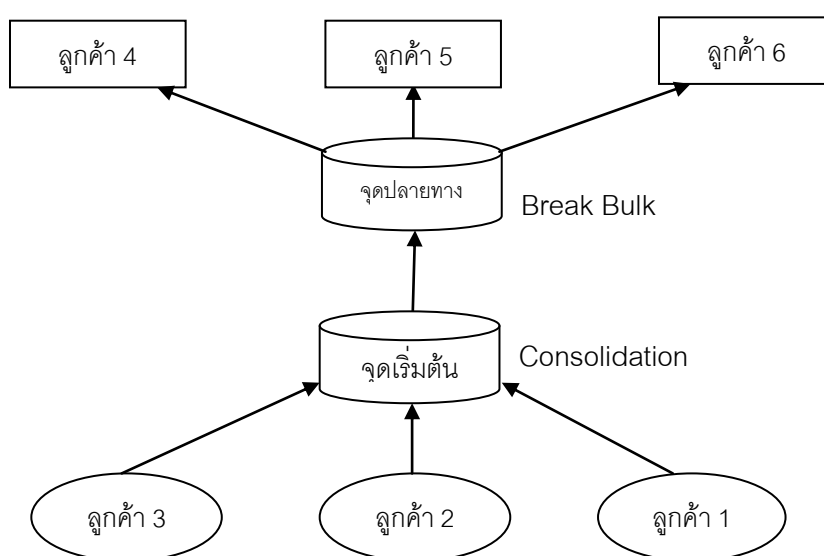 ลูกค้า 4
ลูกค้า 5
ลูกค้า 6
จุดปลายทาง
Break Bulk
จุดเริ่มต้น
Consolidation
ลูกค้า 3
ลูกค้า 2
ลูกค้า 1